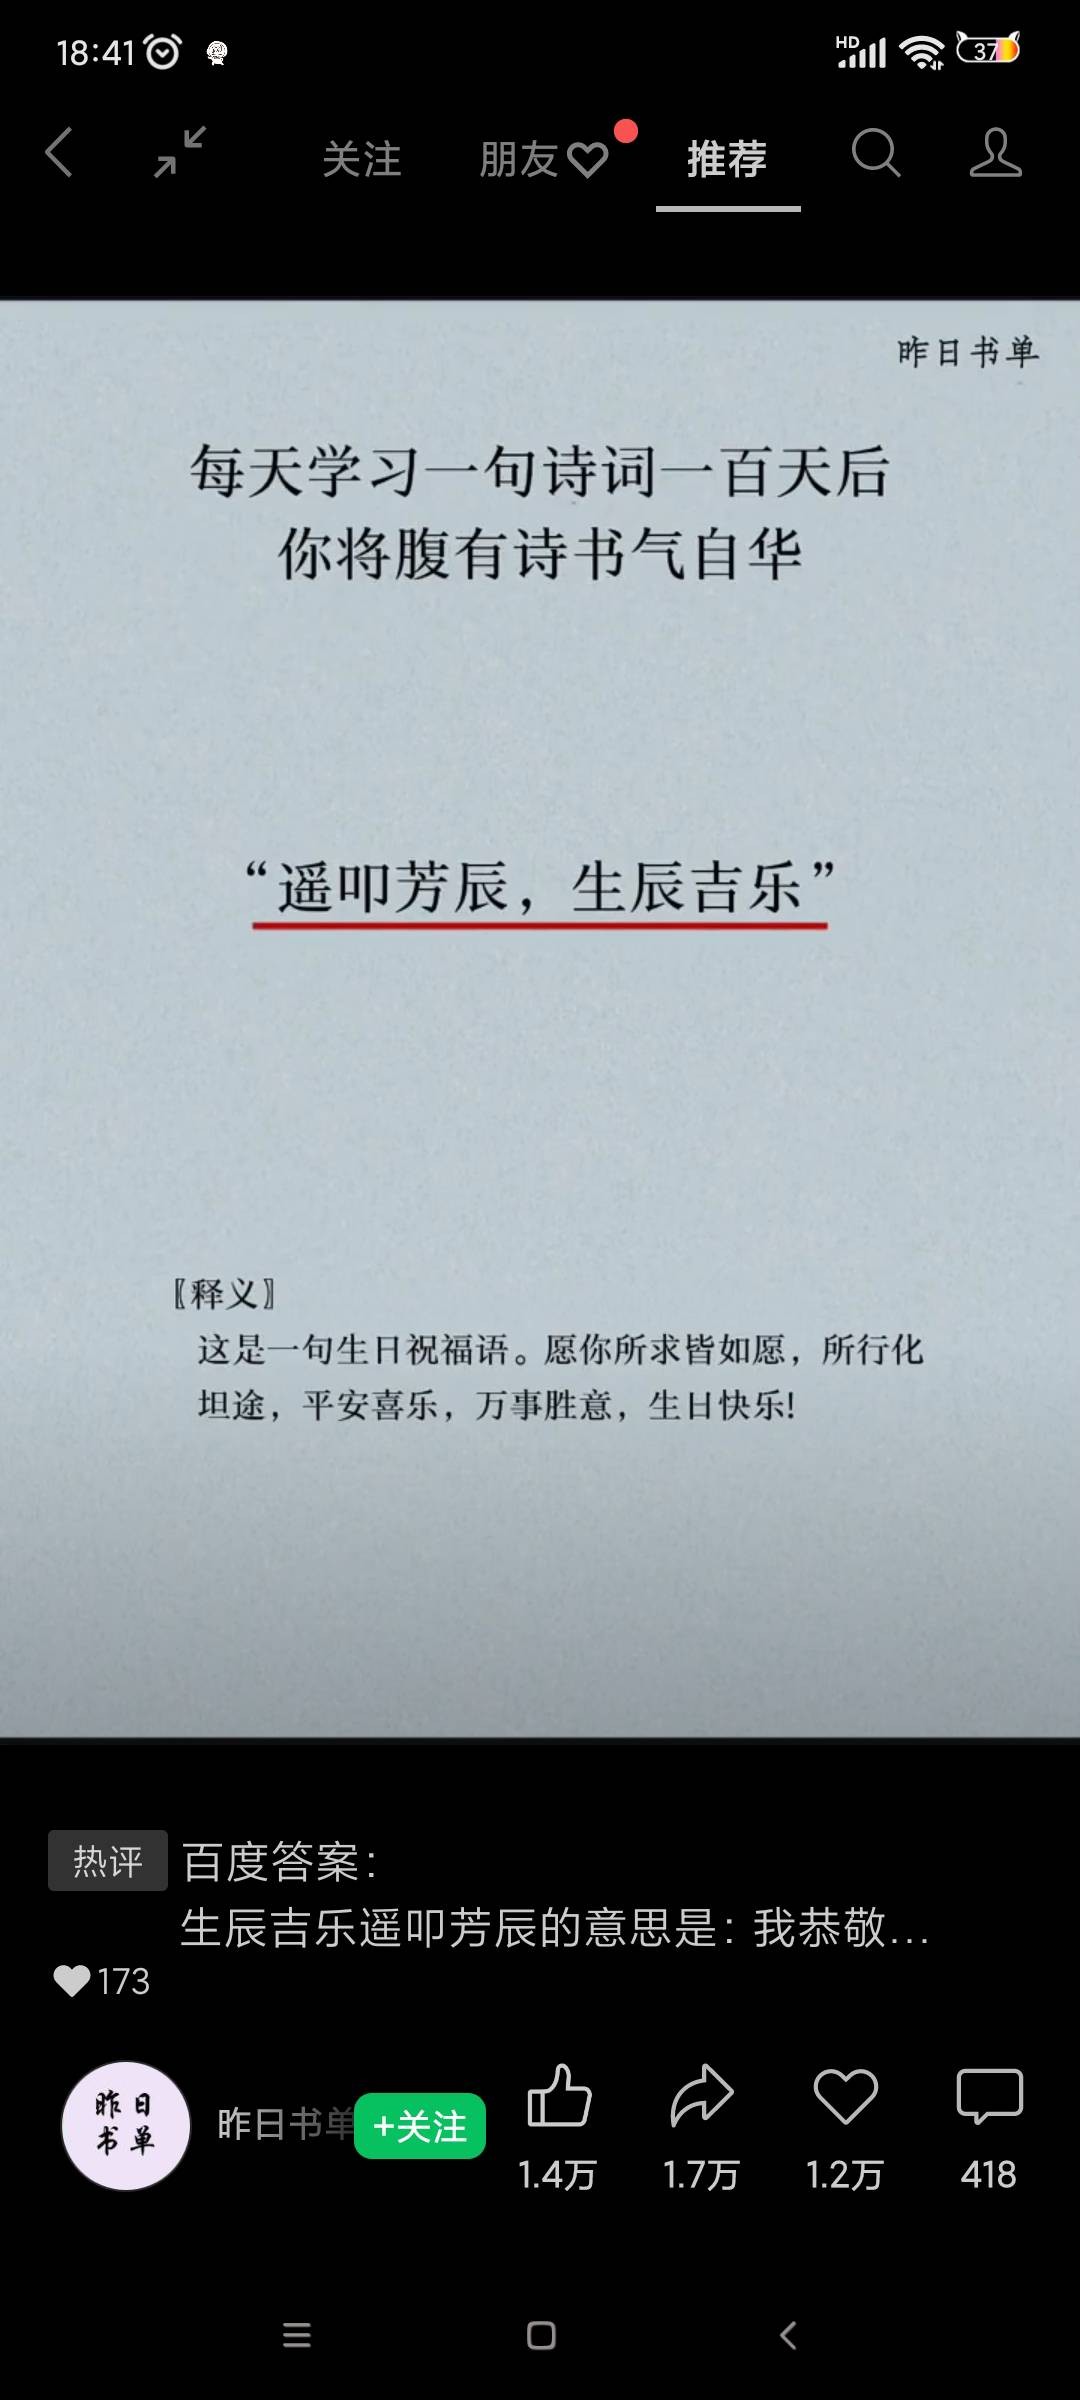 18:41
HD
37
关注
朋友
推荐
昨日书单
每天学习一句诗词一百天后
你将腹有诗书气自华
“遥叩芳辰，生辰吉乐”
〖释义〗
这是一句生日祝福语。愿你所求皆如愿，所行化
坦途，平安喜乐，万事胜意，生日快乐!
热评 百度答案：
生辰吉乐遥叩芳辰的意思是：我恭敬...
173
昨日
书单
昨日书单
+关注
1.4万
1.7万
1.2万
418